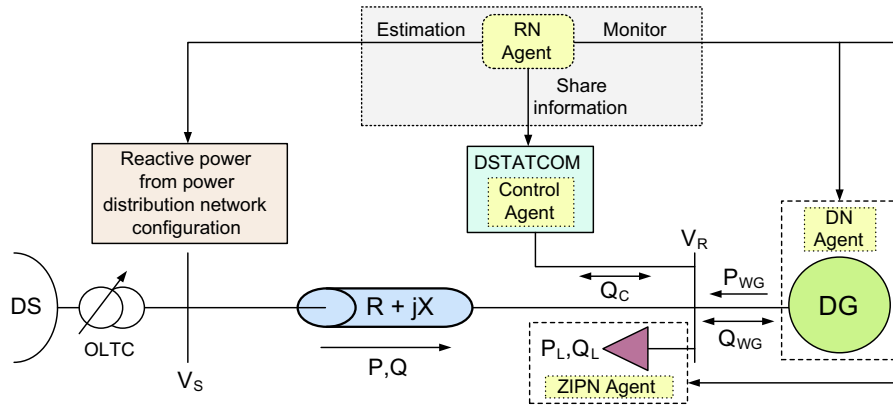 Estimation
RN
Agent
Monitor
Share
information
Reactive power
from power
distribution network
configuration
DSTATCOM
Control
Agent
DN
Agent
V_R
DS
OLTC
R + jX
Q_C
P_WG
Q_WG
DG
P,Q
V_S
P_L,Q_L
ZIPN Agent